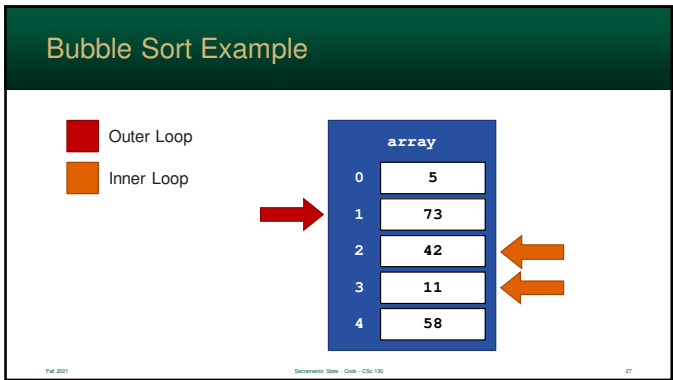 Bubble Sort Example
Outer Loop
Inner Loop
array
0 5
1 73
2 42
3 11
4 58
Fall 2021 Sacramento State - Cook - CSc 130 27